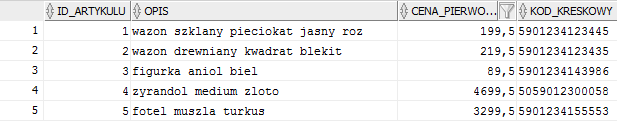 ID_ARTYKULU OPIS CENA_PIERWO... KOD_KRESKOWY
1 1 wazon szklany pieciokat jasny roz 199,5 5901234123445
2 2 wazon drewniany kwadrat blekit 219,5 5901234123435
3 3 figurka aniol biel 89,5 5901234143986
4 4 zyrandol medium zloto 4699,5 5059012300058
5 5 fotel muszla turkus 3299,5 5901234155553